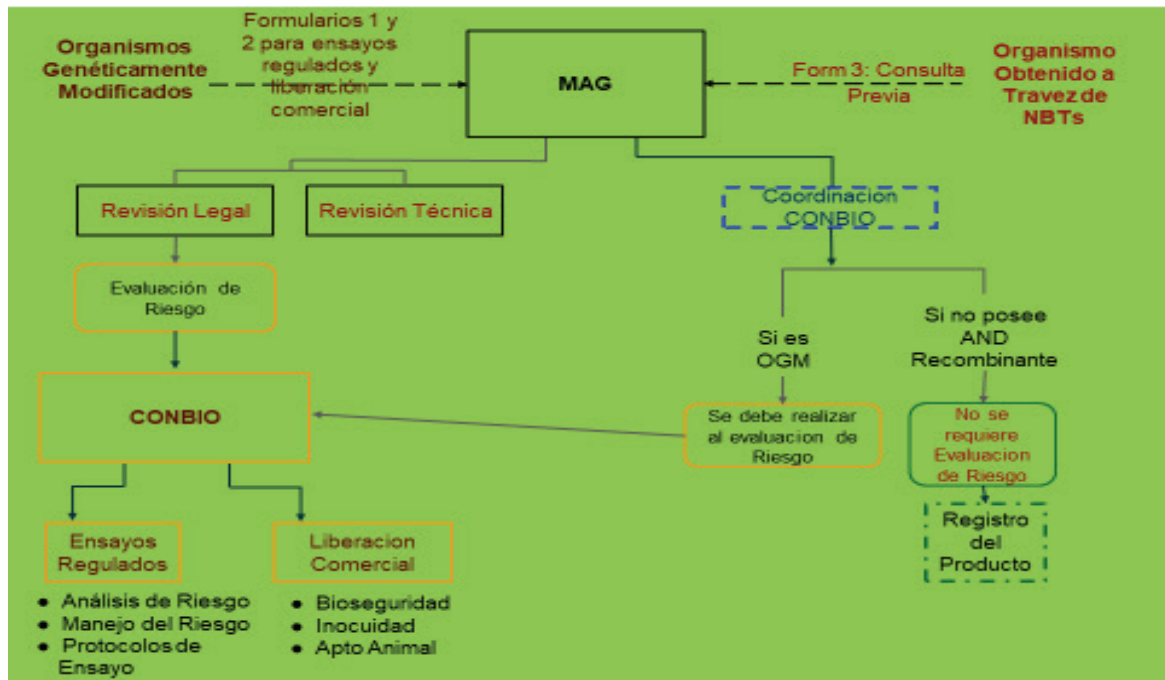 Organismos
Genéticamente
Modificados
Formularios 1 y
2 para ensayos
regulados y
liberación
comercial
MAG
Form 3: Consulta
Previa
Organismo
Obtenido a
Travez de
NBTs
Revisión Legal
Revisión Técnica
Coordinacion
CONBIO
Evaluación de
Riesgo
Si es
OGM
Si no posee
AND
Recombinante
CONBIO
Se debe realizar
al evaluacion de
Riesgo
No se
requiere
Evaluacion
de Riesgo
Registro
del
Producto
Ensayos
Regulados
● Análisis de Riesgo
● Manejo del Riesgo
● Protocolos de
Ensayo
Liberacion
Comercial
● Bioseguridad
● Inocuidad
● Apto Animal